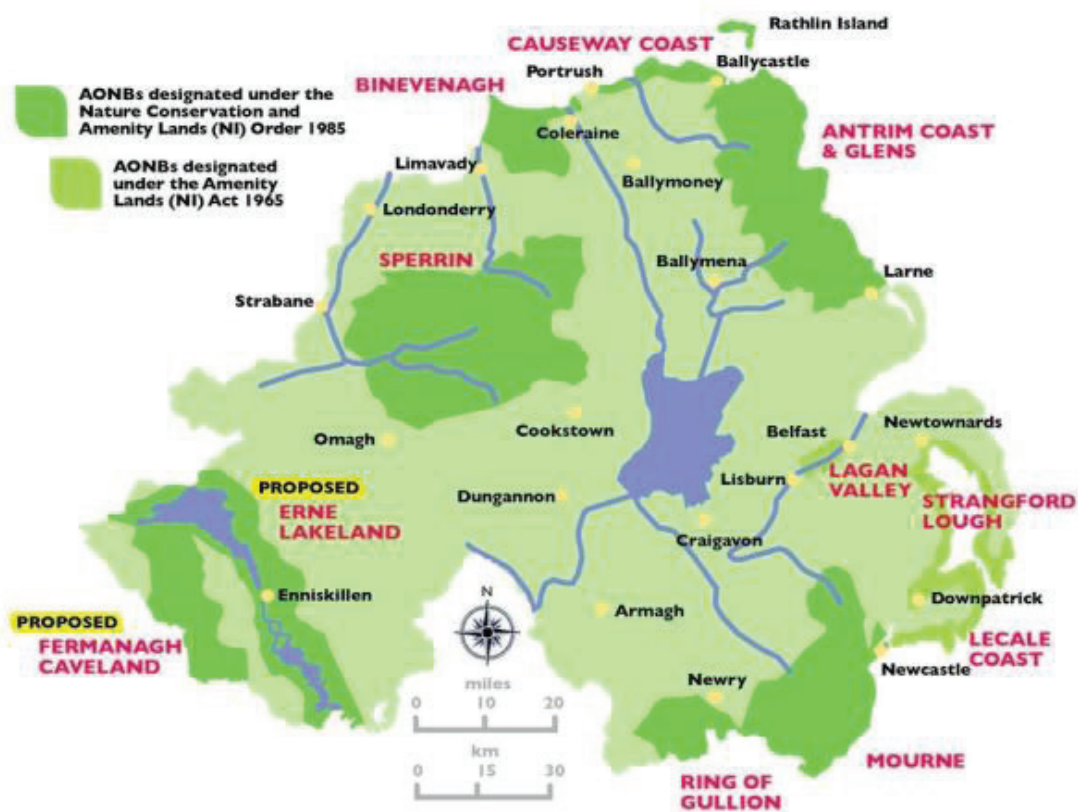 Rathlin Island
CAUSEWAY COAST
Portrush
Ballycastle
BINEVENAGH
AONBs designated under the
Nature Conservation and
Amenity Lands (NI) Order 1985
Coleraine
ANTRIM COAST
& GLENS
AONBs designated
under the Amenity
Lands (NI) Act 1965
Limavady
Ballymoney
Londonderry
SPERRIN
Ballymena
Larne
Strabane
Omagh
Cookstown
Belfast
Newtownards
Lisburn
LAGAN
VALLEY
PROPOSED
ERNE
LAKELAND
Dungannon
STRANGFORD
LOUGH
Craigavon
Enniskillen
N
Armagh
Downpatrick
PROPOSED
FERMANAGH
CAVELAND
LECALE
COAST
Newcastle
miles
0 10 20
Newry
km
0 15 30
MOURNE
RING OF
GULLION